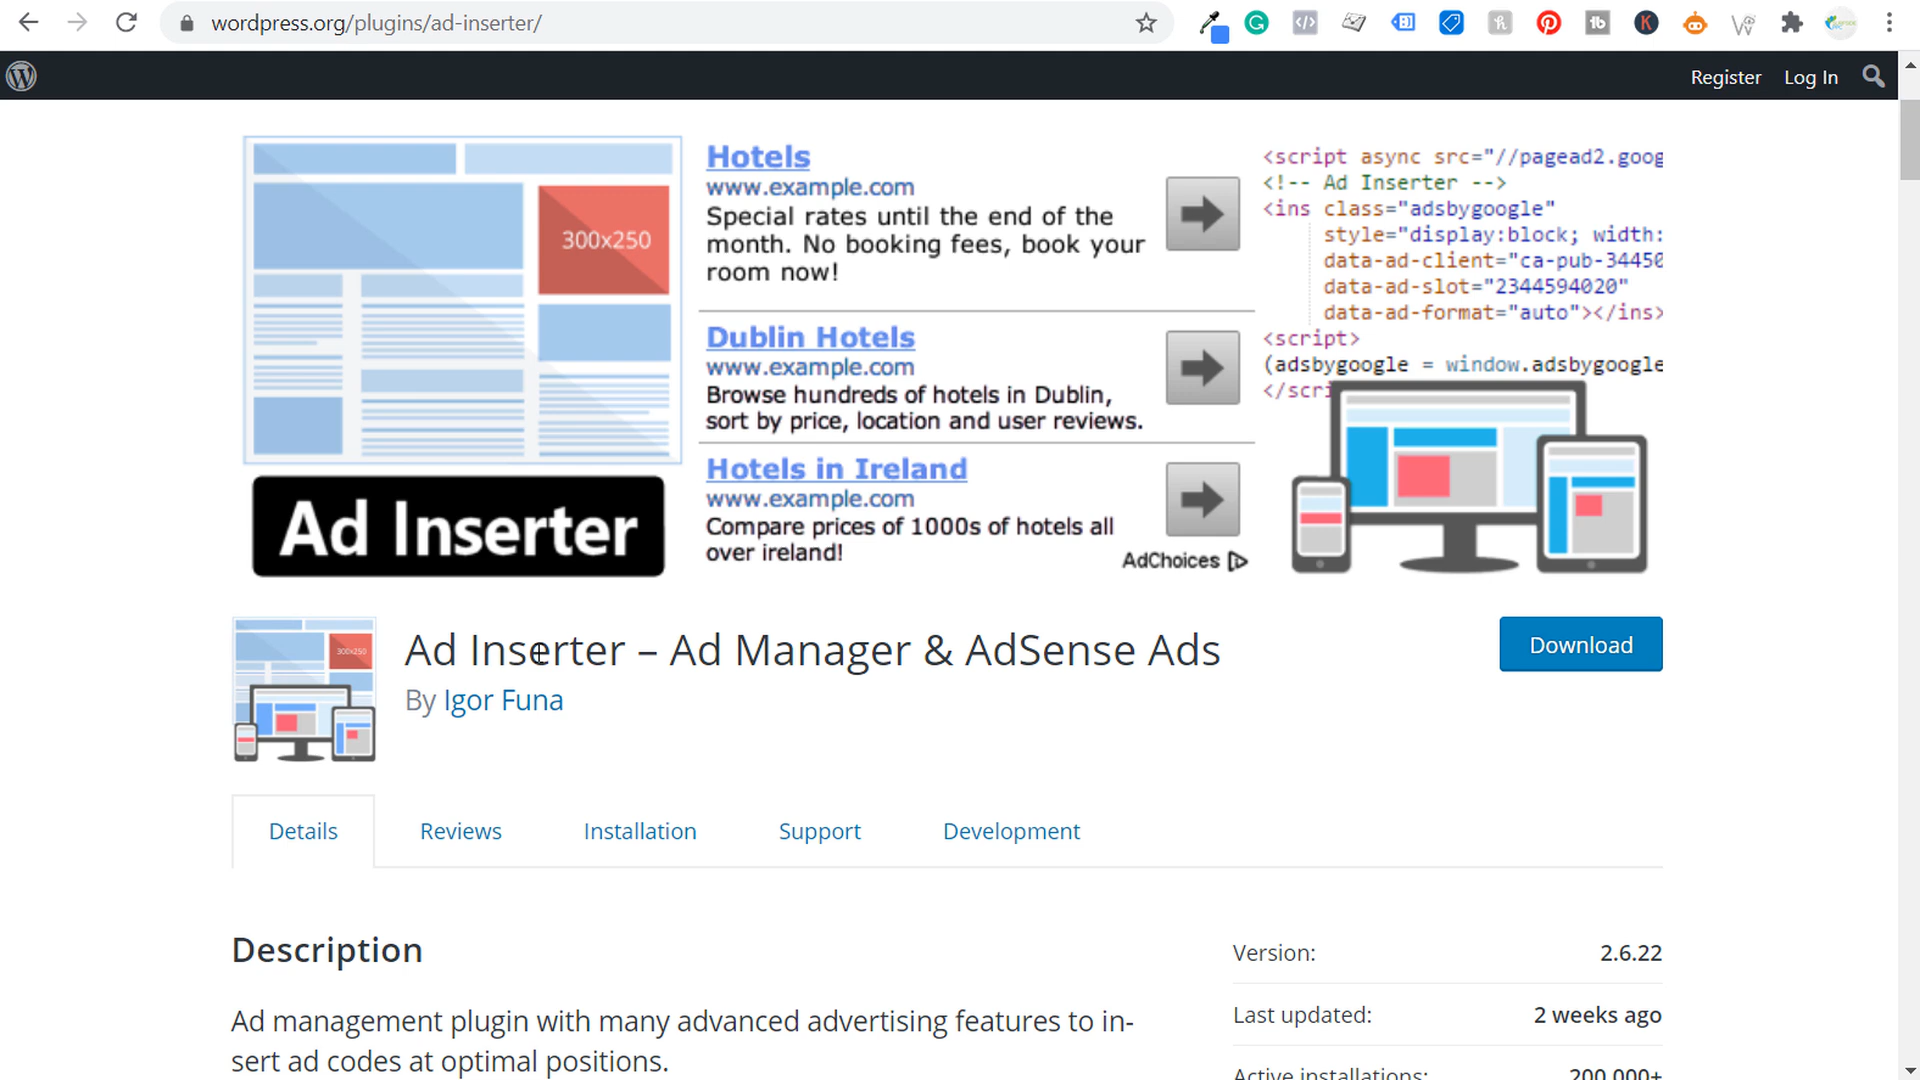 wordpress.org/plugins/ad-inserter/
Register
Log In
Hotels
www.example.com
Special rates until the end of the
month. No booking fees, book your
room now!
Dublin Hotels
www.example.com
Browse hundreds of hotels in Dublin,
sort by price, location and user reviews.
Hotels in Ireland
www.example.com
Compare prices of 1000s of hotels all
over ireland!
AdChoices
300x250
Ad Inserter
<script async src="//pagead2.goog
<!-- Ad Inserter -->
<ins class="adsbygoogle"
style="display:block; width:
data-ad-client="ca-pub-34450
data-ad-slot="2344594020"
data-ad-format="auto"></ins>
<script>
(adsbygoogle = window.adsbygoogle
</scri
300x250
Ad Inserter – Ad Manager & AdSense Ads
By Igor Funa
Download
Details
Reviews
Installation
Support
Development
Description
Ad management plugin with many advanced advertising features to in-
sert ad codes at optimal positions.
Version: 2.6.22
Last updated: 2 weeks ago
Active installations: 200,000+